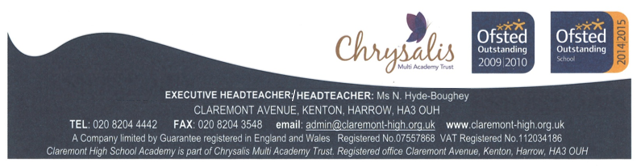 Chrysalis
Multi Academy Trust
Ofsted
Outstanding
2009|2010
Ofsted
Outstanding
School
2014|2015
EXECUTIVE HEADTEACHER/HEADTEACHER: Ms N. Hyde-Boughey
CLAREMONT AVENUE, KENTON, HARROW, HA3 0UH
TEL: 020 8204 4442 FAX: 020 8204 3548 email: admin@claremont-high.org.uk www.claremont-high.org.uk
A Company limited by Guarantee registered in England and Wales Registered No.07557868 VAT Registered No.112034186
Claremont High School Academy is part of Chrysalis Multi Academy Trust. Registered office Claremont Avenue, Kenton, Harrow, HA3 0UH